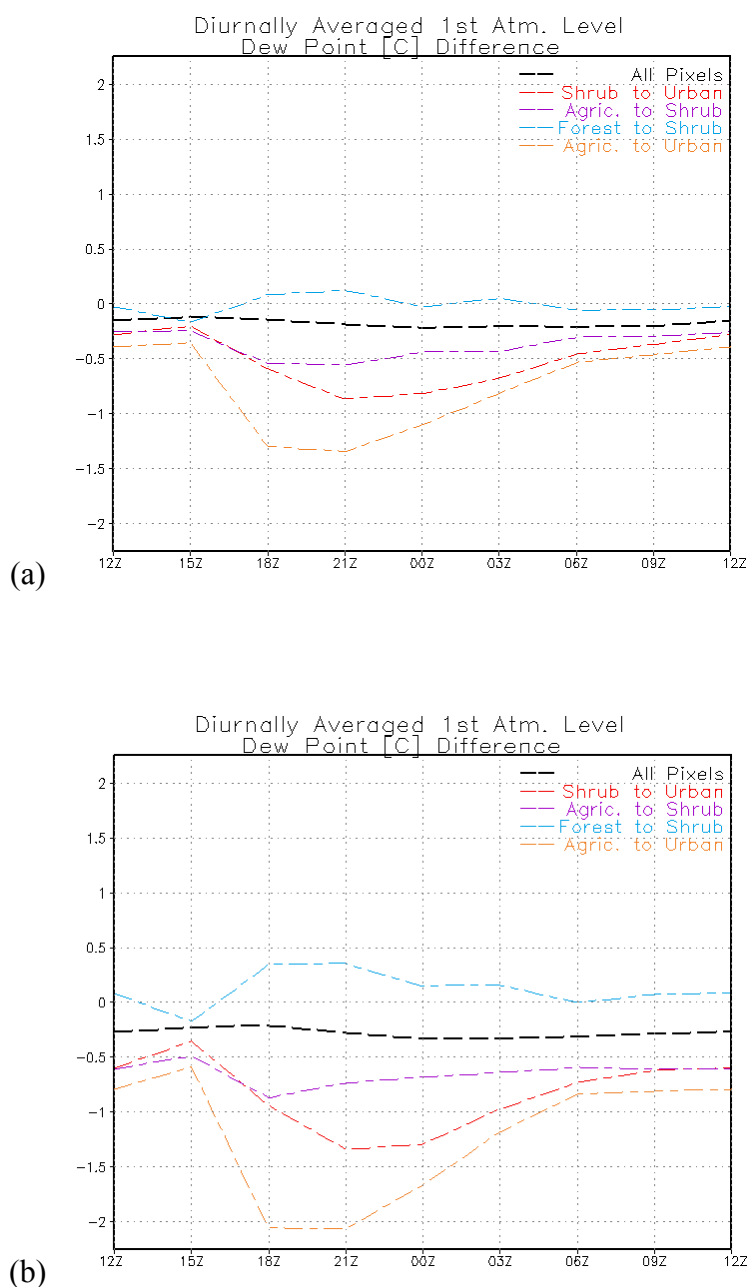 Diurnally Averaged 1st Atm. Level
Dew Point [C] Difference
All Pixels
Shrub to Urban
Agric. to Shrub
Forest to Shrub
Agric. to Urban
2
1.5
1
0.5
0
−0.5
−1
−1.5
−2
12Z 15Z 18Z 21Z 00Z 03Z 06Z 09Z 12Z
(a)
Diurnally Averaged 1st Atm. Level
Dew Point [C] Difference
All Pixels
Shrub to Urban
Agric. to Shrub
Forest to Shrub
Agric. to Urban
2
1.5
1
0.5
0
−0.5
−1
−1.5
−2
12Z 15Z 18Z 21Z 00Z 03Z 06Z 09Z 12Z
(b)